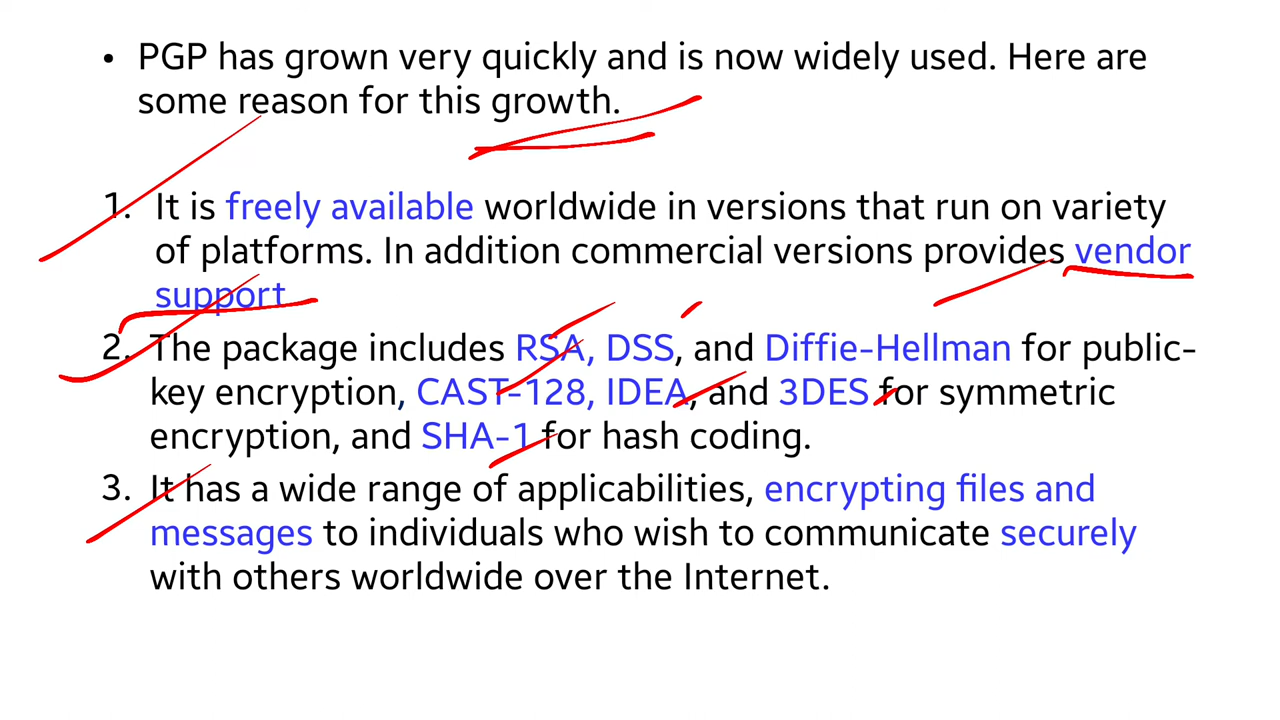 • PGP has grown very quickly and is now widely used. Here are
some reason for this growth.
1. It is freely available worldwide in versions that run on variety
of platforms. In addition commercial versions provides vendor
support
2. The package includes RSA, DSS, and Diffie-Hellman for public-
key encryption, CAST-128, IDEA, and 3DES for symmetric
encryption, and SHA-1 for hash coding.
3. It has a wide range of applicabilities, encrypting files and
messages to individuals who wish to communicate securely
with others worldwide over the Internet.